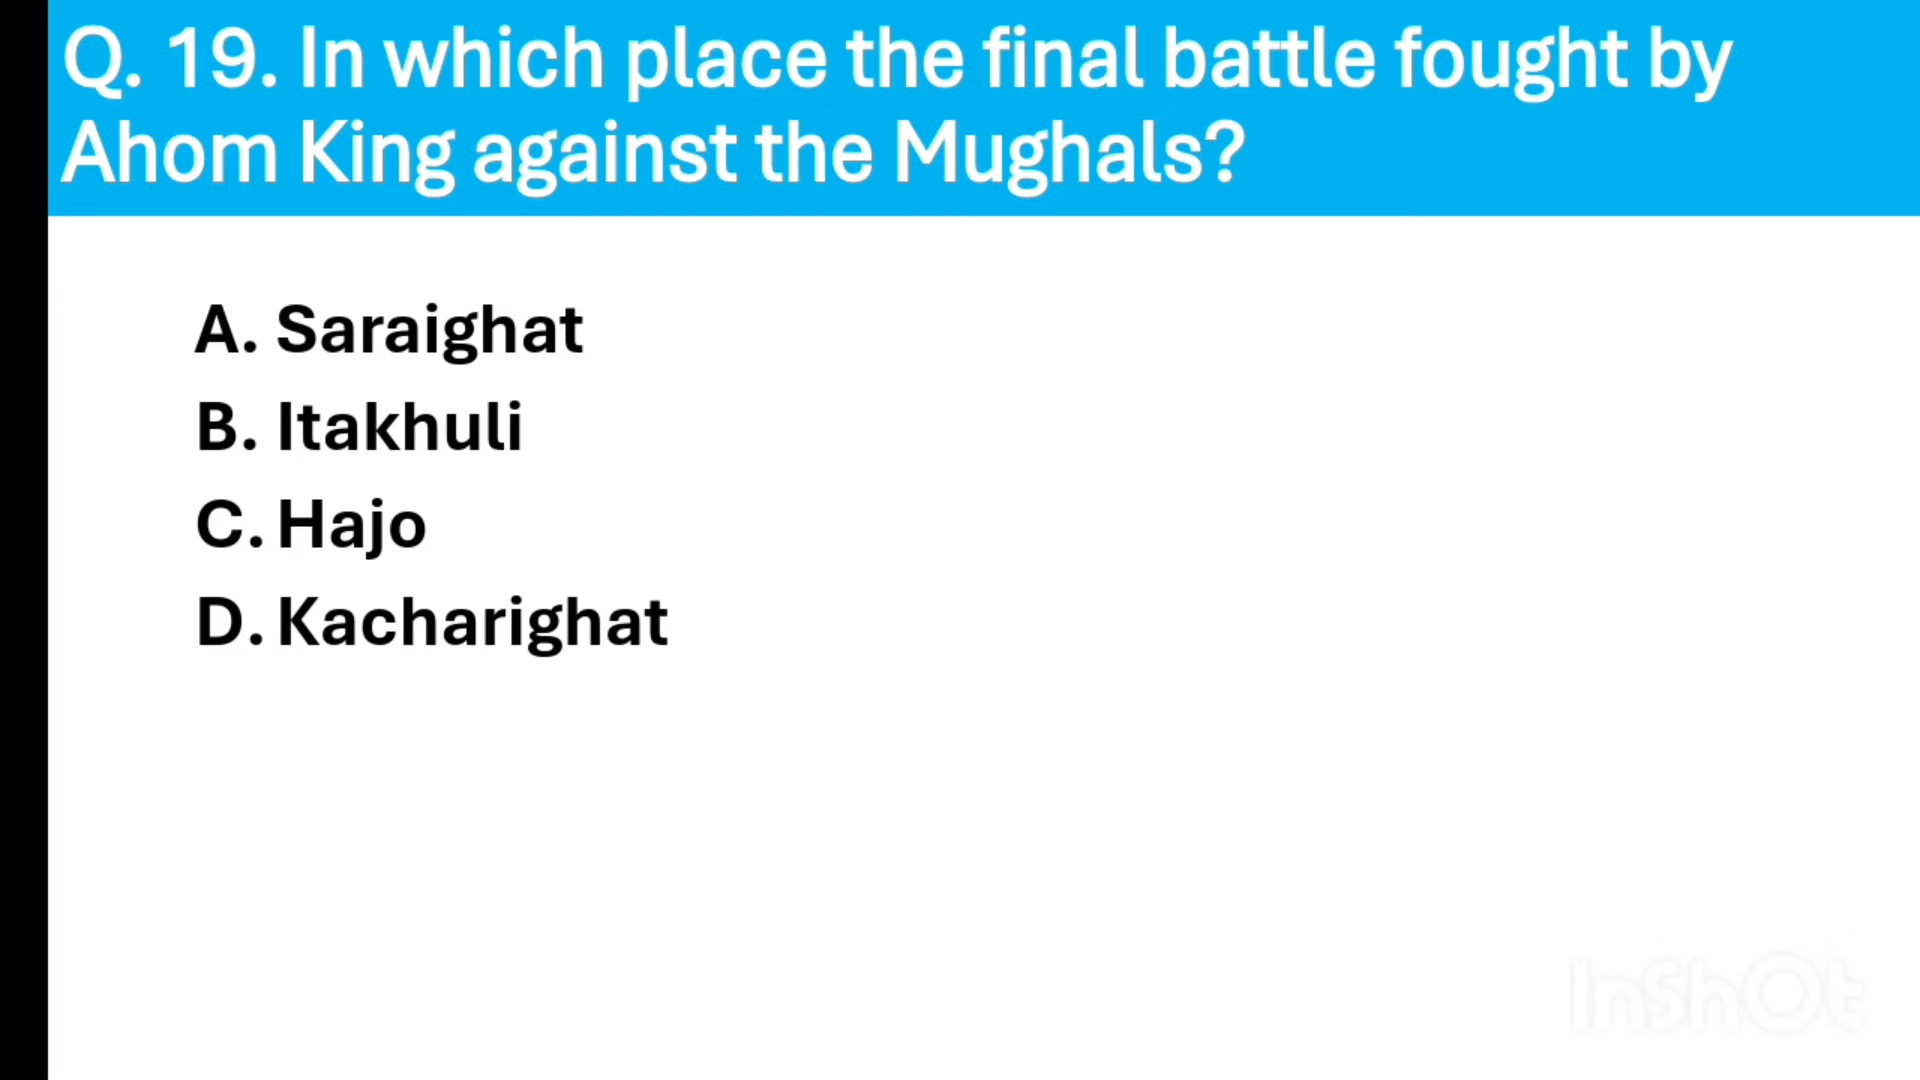 Q. 19. In which place the final battle fought by
Ahom King against the Mughals?
A. Saraighat
B. Itakhuli
C. Hajo
D. Kacharighat
InShOt